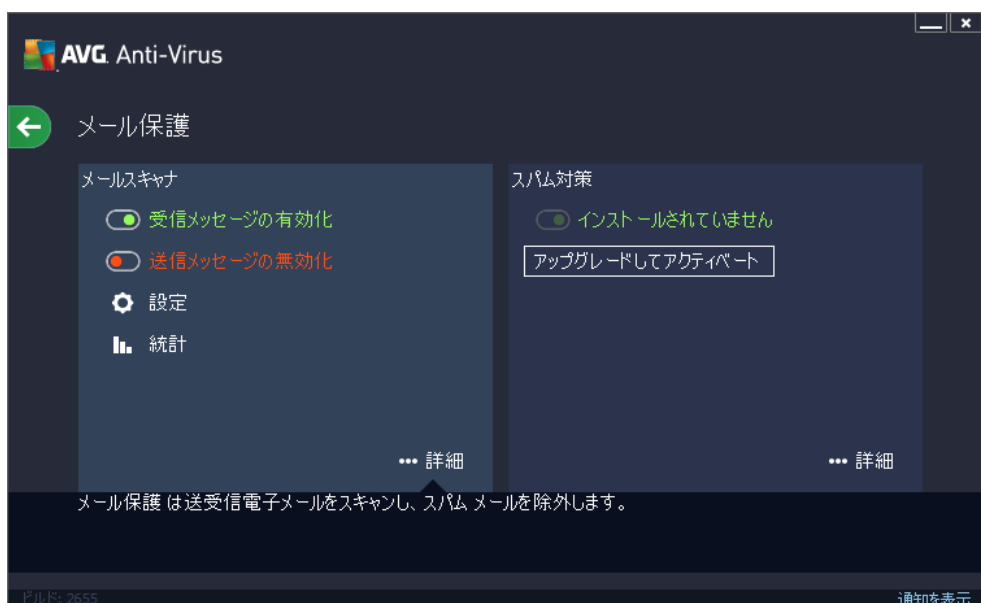 AVG. Anti-Virus
メール保護
メールスキャナ
受信メッセージの有効化
送信メッセージの無効化
設定
統計
••• 詳細
スパム対策
インストールされていません
アップグレードしてアクティベート
••• 詳細
メール保護 は送受信電子メールをスキャンし、スパム メールを除外します。
ビルド: 2655
通知を表示